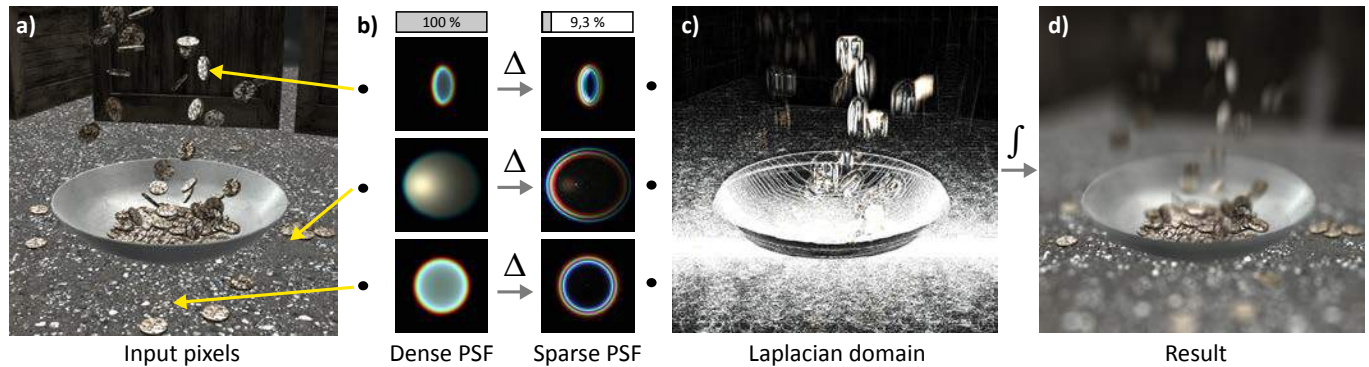 a)
b)
100 %
9,3 %
c)
d)
Δ
Δ
Δ
∫
Input pixels
Dense PSF
Sparse PSF
Laplacian domain
Result